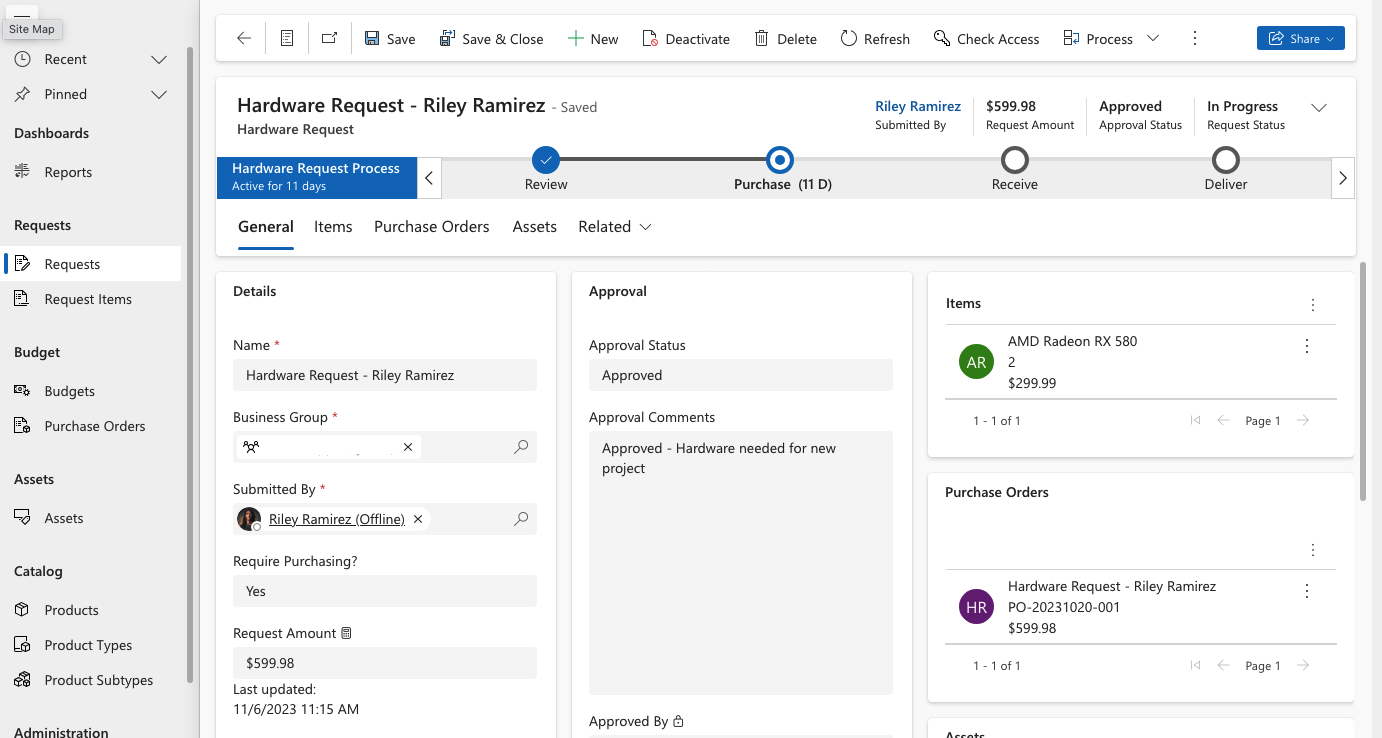 Site Map
Recent
Pinned
Dashboards
Reports
Requests
Requests
Request Items
Budget
Budgets
Purchase Orders
Assets
Assets
Catalog
Products
Product Types
Product Subtypes
Administration
Save
Save & Close
New
Deactivate
Delete
Refresh
Check Access
Process
Share
Hardware Request - Riley Ramirez - Saved
Hardware Request
Riley Ramirez
Submitted By
$599.98
Request Amount
Approved
Approval Status
In Progress
Request Status
Hardware Request Process
Active for 11 days
Review
Purchase (11 D)
Receive
Deliver
General Items Purchase Orders Assets Related
Details
Name *
Hardware Request - Riley Ramirez
Business Group *
Submitted By *
Riley Ramirez (Offline)
Require Purchasing?
Yes
Request Amount
$599.98
Last updated:
11/6/2023 11:15 AM
Approval
Approval Status
Approved
Approval Comments
Approved - Hardware needed for new
project
Approved By
Items
AR
AMD Radeon RX 580
2
$299.99
1 - 1 of 1
Page 1
Purchase Orders
HR
Hardware Request - Riley Ramirez
PO-20231020-001
$599.98
1 - 1 of 1
Page 1
Assets